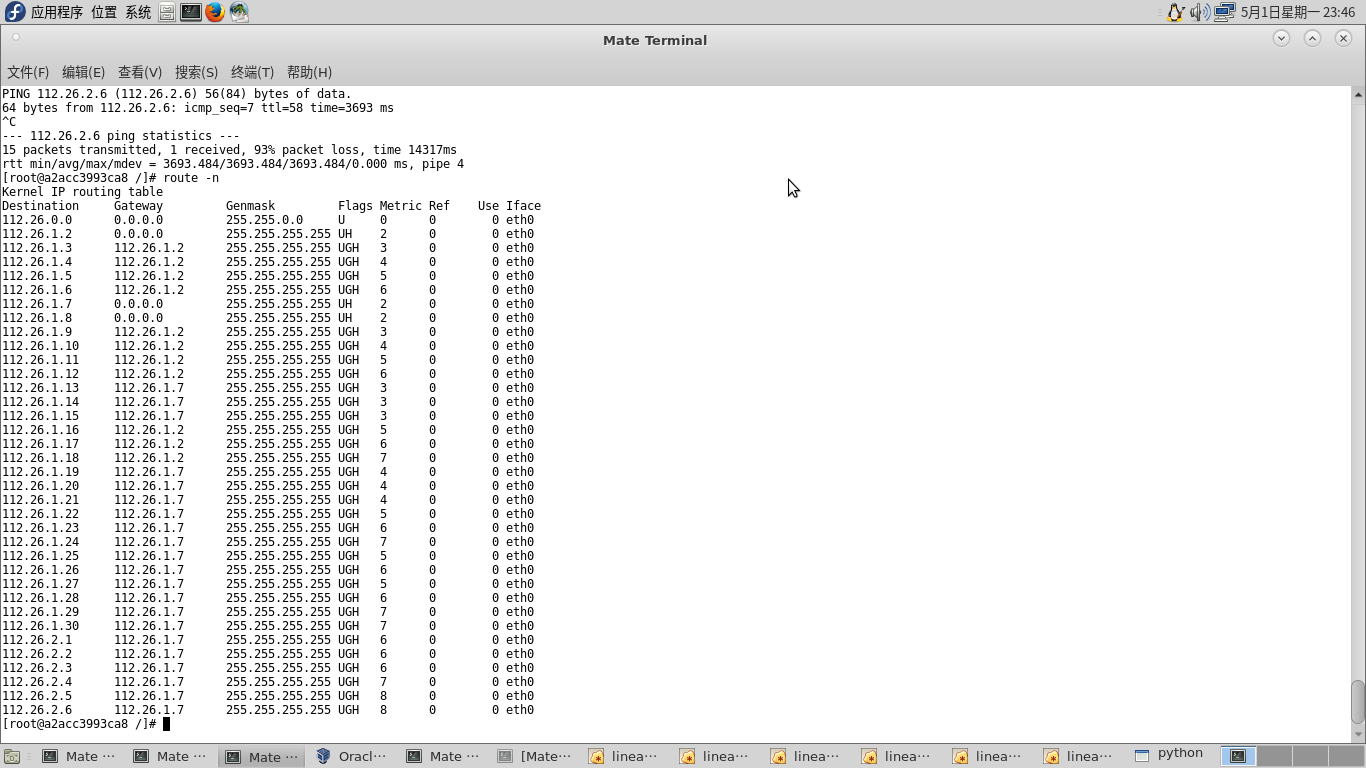 应用程序 位置 系统 5月1日星期一 23:46
Mate Terminal
文件(F) 编辑(E) 查看(V) 搜索(S) 终端(T) 帮助(H)
PING 112.26.2.6 (112.26.2.6) 56(84) bytes of data.
64 bytes from 112.26.2.6: icmp_seq=7 ttl=58 time=3693 ms
^C
--- 112.26.2.6 ping statistics ---
15 packets transmitted, 1 received, 93% packet loss, time 14317ms
rtt min/avg/max/mdev = 3693.484/3693.484/3693.484/0.000 ms, pipe 4
[root@a2acc3993ca8 /]# route -n
Kernel IP routing table
Destination Gateway Genmask Flags Metric Ref Use Iface
112.26.0.0 0.0.0.0 255.255.0.0 U 0 0 0 eth0
112.26.1.2 0.0.0.0 255.255.255.255 UH 2 0 0 eth0
112.26.1.3 112.26.1.2 255.255.255.255 UGH 3 0 0 eth0
112.26.1.4 112.26.1.2 255.255.255.255 UGH 4 0 0 eth0
112.26.1.5 112.26.1.2 255.255.255.255 UGH 5 0 0 eth0
112.26.1.6 112.26.1.2 255.255.255.255 UGH 6 0 0 eth0
112.26.1.7 0.0.0.0 255.255.255.255 UH 2 0 0 eth0
112.26.1.8 0.0.0.0 255.255.255.255 UH 2 0 0 eth0
112.26.1.9 112.26.1.2 255.255.255.255 UGH 3 0 0 eth0
112.26.1.10 112.26.1.2 255.255.255.255 UGH 4 0 0 eth0
112.26.1.11 112.26.1.2 255.255.255.255 UGH 5 0 0 eth0
112.26.1.12 112.26.1.2 255.255.255.255 UGH 6 0 0 eth0
112.26.1.13 112.26.1.7 255.255.255.255 UGH 3 0 0 eth0
112.26.1.14 112.26.1.7 255.255.255.255 UGH 3 0 0 eth0
112.26.1.15 112.26.1.7 255.255.255.255 UGH 3 0 0 eth0
112.26.1.16 112.26.1.2 255.255.255.255 UGH 5 0 0 eth0
112.26.1.17 112.26.1.2 255.255.255.255 UGH 6 0 0 eth0
112.26.1.18 112.26.1.2 255.255.255.255 UGH 7 0 0 eth0
112.26.1.19 112.26.1.7 255.255.255.255 UGH 4 0 0 eth0
112.26.1.20 112.26.1.7 255.255.255.255 UGH 4 0 0 eth0
112.26.1.21 112.26.1.7 255.255.255.255 UGH 4 0 0 eth0
112.26.1.22 112.26.1.7 255.255.255.255 UGH 5 0 0 eth0
112.26.1.23 112.26.1.7 255.255.255.255 UGH 6 0 0 eth0
112.26.1.24 112.26.1.7 255.255.255.255 UGH 7 0 0 eth0
112.26.1.25 112.26.1.7 255.255.255.255 UGH 5 0 0 eth0
112.26.1.26 112.26.1.7 255.255.255.255 UGH 6 0 0 eth0
112.26.1.27 112.26.1.7 255.255.255.255 UGH 5 0 0 eth0
112.26.1.28 112.26.1.7 255.255.255.255 UGH 6 0 0 eth0
112.26.1.29 112.26.1.7 255.255.255.255 UGH 7 0 0 eth0
112.26.1.30 112.26.1.7 255.255.255.255 UGH 7 0 0 eth0
112.26.2.1 112.26.1.7 255.255.255.255 UGH 6 0 0 eth0
112.26.2.2 112.26.1.7 255.255.255.255 UGH 6 0 0 eth0
112.26.2.3 112.26.1.7 255.255.255.255 UGH 6 0 0 eth0
112.26.2.4 112.26.1.7 255.255.255.255 UGH 7 0 0 eth0
112.26.2.5 112.26.1.7 255.255.255.255 UGH 8 0 0 eth0
112.26.2.6 112.26.1.7 255.255.255.255 UGH 8 0 0 eth0
[root@a2acc3993ca8 /]#
Mate ··· Mate ··· Mate ··· Oracl··· Mate ··· [Mate··· linea··· linea··· linea··· linea··· linea··· linea··· python